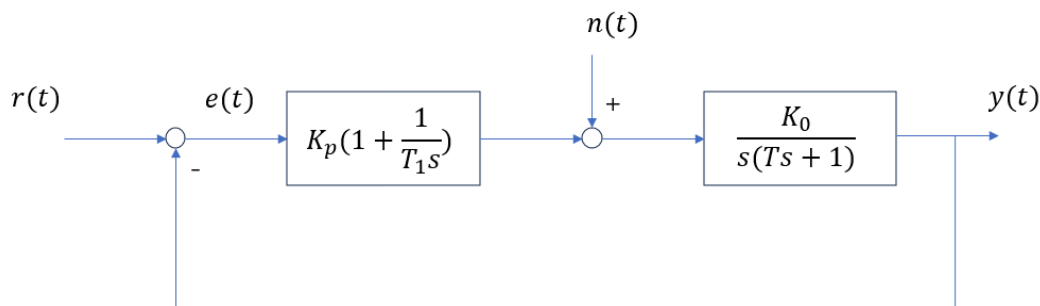 n(t)
r(t)
e(t)
+
y(t)
K_p(1 + \frac{1}{T_1 s})
\frac{K_0}{s(Ts + 1)}
-